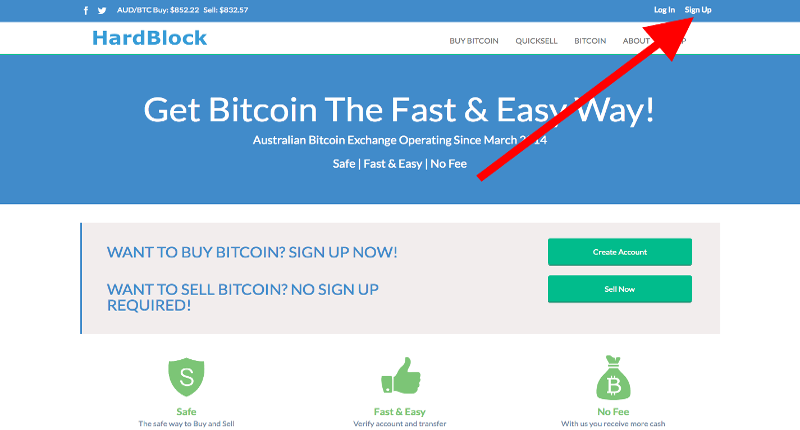 AUD/BTC Buy: $852.22 Sell: $832.57
Log In Sign Up
HardBlock
BUY BITCOIN QUICKSELL BITCOIN ABOUT
Get Bitcoin The Fast & Easy Way!
Australian Bitcoin Exchange Operating Since March
Safe | Fast & Easy | No Fee
WANT TO BUY BITCOIN? SIGN UP NOW!
Create Account
WANT TO SELL BITCOIN? NO SIGN UP
REQUIRED!
Sell Now
Safe
The safe way to Buy and Sell
Fast & Easy
Verify account and transfer
No Fee
With us you receive more cash